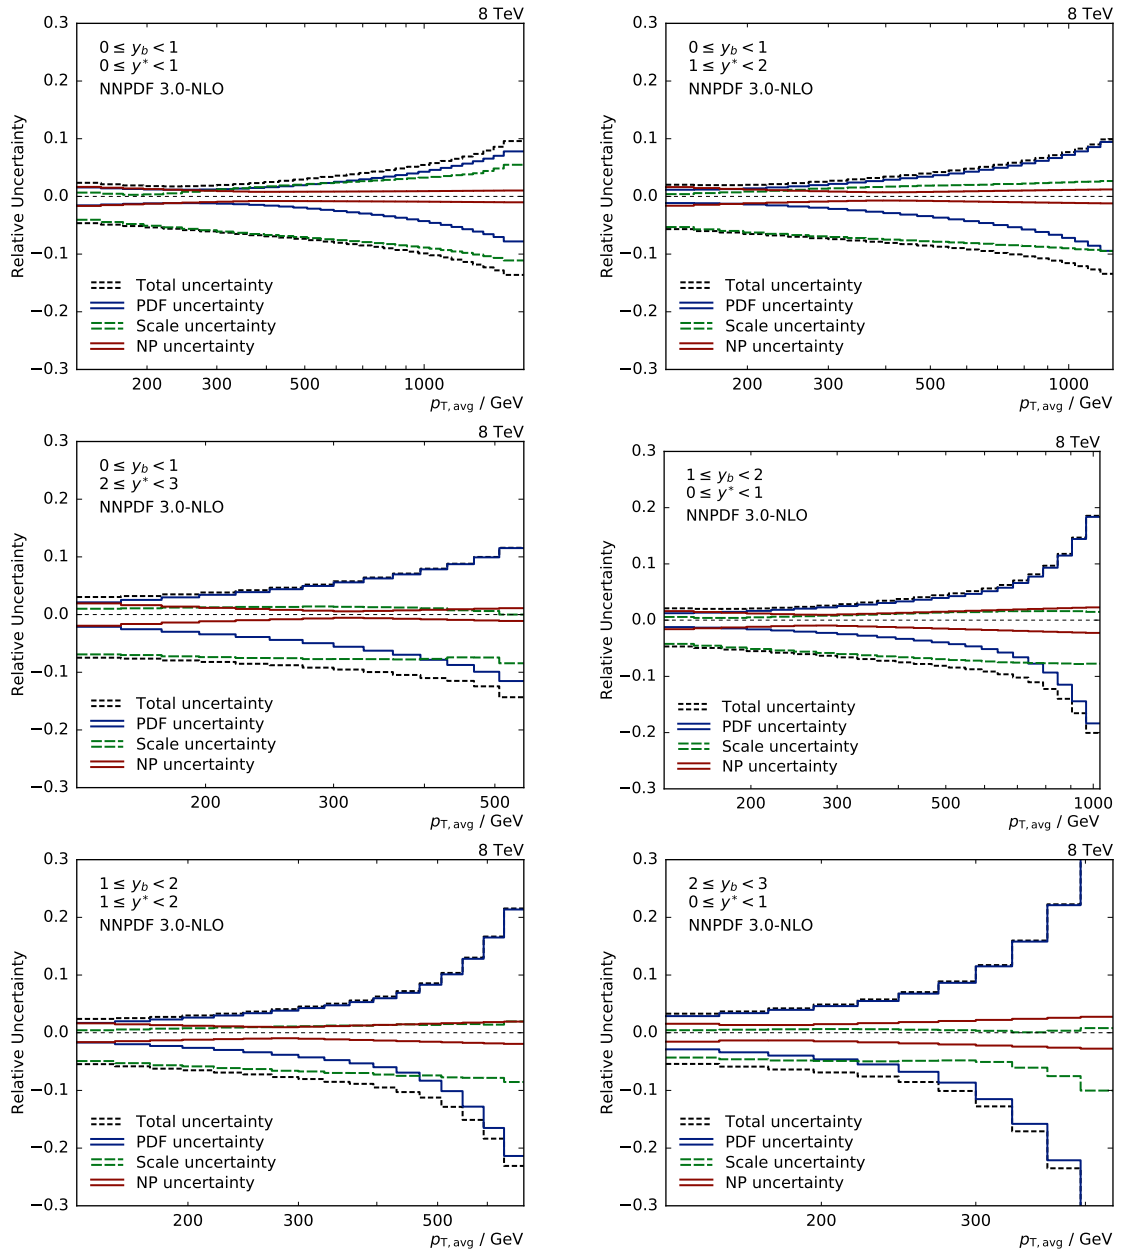 8 TeV
0.3
0 ≤ y_b < 1
0 ≤ y* < 1
NNPDF 3.0-NLO
0.2
0.1
0.0
−0.1
−0.2
−0.3
Relative Uncertainty
Total uncertainty
PDF uncertainty
Scale uncertainty
NP uncertainty
200 300 500 1000
p_T,avg / GeV
8 TeV
0.3
0 ≤ y_b < 1
1 ≤ y* < 2
NNPDF 3.0-NLO
0.2
0.1
0.0
−0.1
−0.2
−0.3
Relative Uncertainty
Total uncertainty
PDF uncertainty
Scale uncertainty
NP uncertainty
200 300 500 1000
p_T,avg / GeV
8 TeV
0.3
0 ≤ y_b < 1
2 ≤ y* < 3
NNPDF 3.0-NLO
0.2
0.1
0.0
−0.1
−0.2
−0.3
Relative Uncertainty
Total uncertainty
PDF uncertainty
Scale uncertainty
NP uncertainty
200 300 500
p_T,avg / GeV
8 TeV
0.3
1 ≤ y_b < 2
0 ≤ y* < 1
NNPDF 3.0-NLO
0.2
0.1
0.0
−0.1
−0.2
−0.3
Relative Uncertainty
Total uncertainty
PDF uncertainty
Scale uncertainty
NP uncertainty
200 300 500 1000
p_T,avg / GeV
8 TeV
0.3
1 ≤ y_b < 2
1 ≤ y* < 2
NNPDF 3.0-NLO
0.2
0.1
0.0
−0.1
−0.2
−0.3
Relative Uncertainty
Total uncertainty
PDF uncertainty
Scale uncertainty
NP uncertainty
200 300 500
p_T,avg / GeV
8 TeV
0.3
2 ≤ y_b < 3
0 ≤ y* < 1
NNPDF 3.0-NLO
0.2
0.1
0.0
−0.1
−0.2
−0.3
Relative Uncertainty
Total uncertainty
PDF uncertainty
Scale uncertainty
NP uncertainty
200 300
p_T,avg / GeV